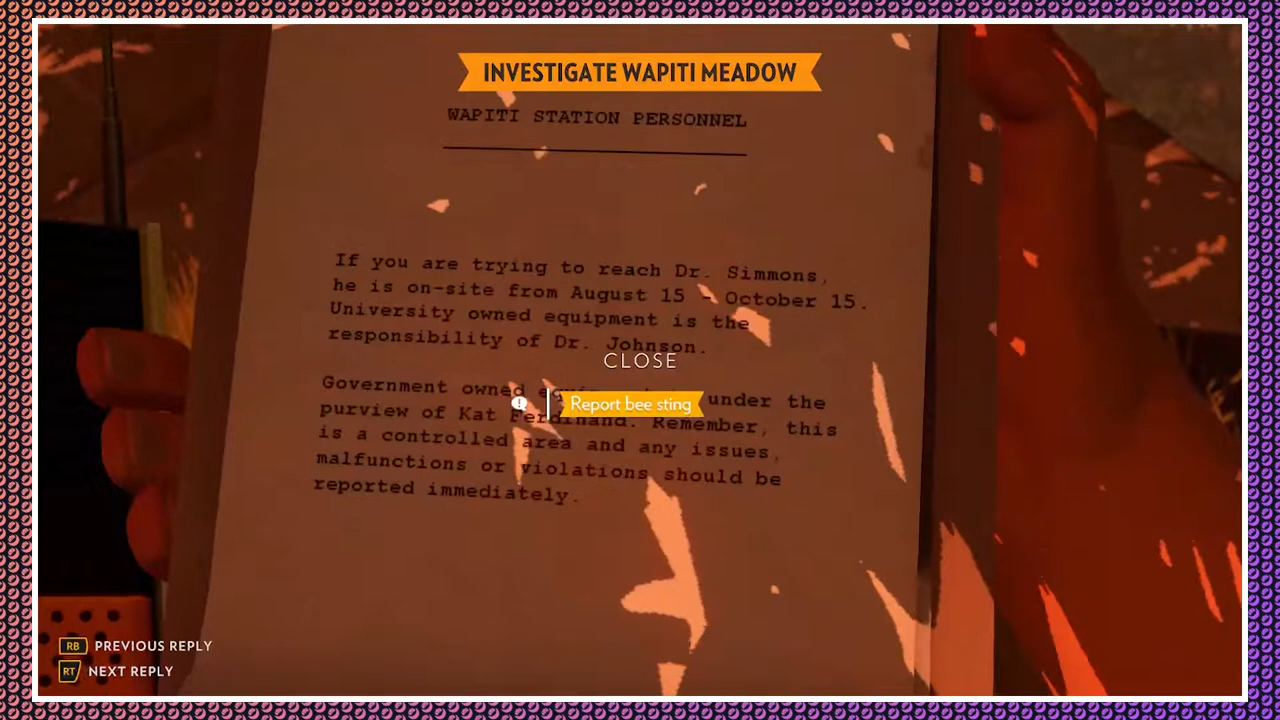 INVESTIGATE WAPITI MEADOW
WAPITI STATION PERSONNEL
If you are trying to reach Dr. Simmons,
he is on-site from August 15 - October 15.
University owned equipment is the
responsibility of Dr. Johnson.
CLOSE
Government owned under the
Report bee sting
purview of Kat Ferdinand. Remember, this
is a controlled area and any issues,
malfunctions or violations should be
reported immediately.
RB PREVIOUS REPLY
RT NEXT REPLY